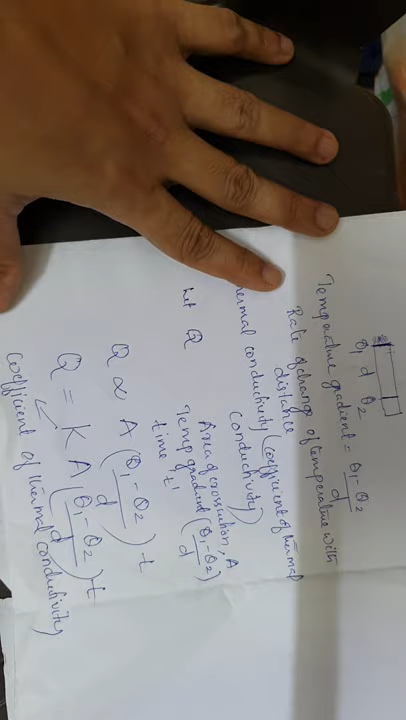 θ1 d θ2
Temperature gradient = θ1 - θ2 / d
Rate of change of temperature with
distance
thermal conductivity (coefficient of thermal
conductivity)
Let Q
Area of cross section, A
Temp gradient (θ1 - θ2 / d)
time 't'
Q ∝ A (θ1 - θ2 / d) t
Q = K A (θ1 - θ2 / d) t
Coefficient of thermal conductivity